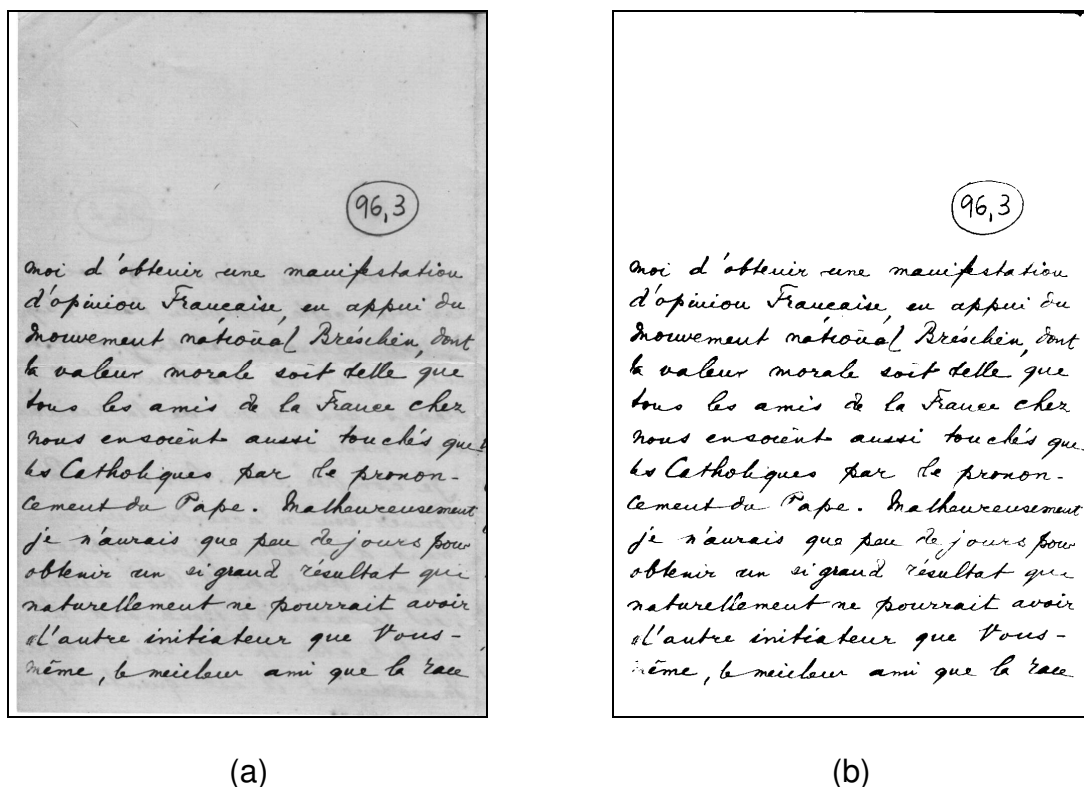 96,3
moi d'obtenir une manifestation
d'opinion Française, en appui du
Mouvement national Brésilien, dont
la valeur morale soit telle que
tous les amis de la France chez
nous en soient aussi touchés que
les Catholiques par le pronon-
cement du Pape. Malheureusement
je n'aurais que peu de jours pour
obtenir un si grand résultat qui
naturellement ne pourrait avoir
d'autre initiateur que Vous-
même, le meilleur ami que la race
(a)
96,3
moi d'obtenir une manifestation
d'opinion Française, en appui du
Mouvement national Brésilien, dont
la valeur morale soit telle que
tous les amis de la France chez
nous en soient aussi touchés que
les Catholiques par le pronon-
cement du Pape. Malheureusement
je n'aurais que peu de jours pour
obtenir un si grand résultat qui
naturellement ne pourrait avoir
d'autre initiateur que Vous-
même, le meilleur ami que la race
(b)